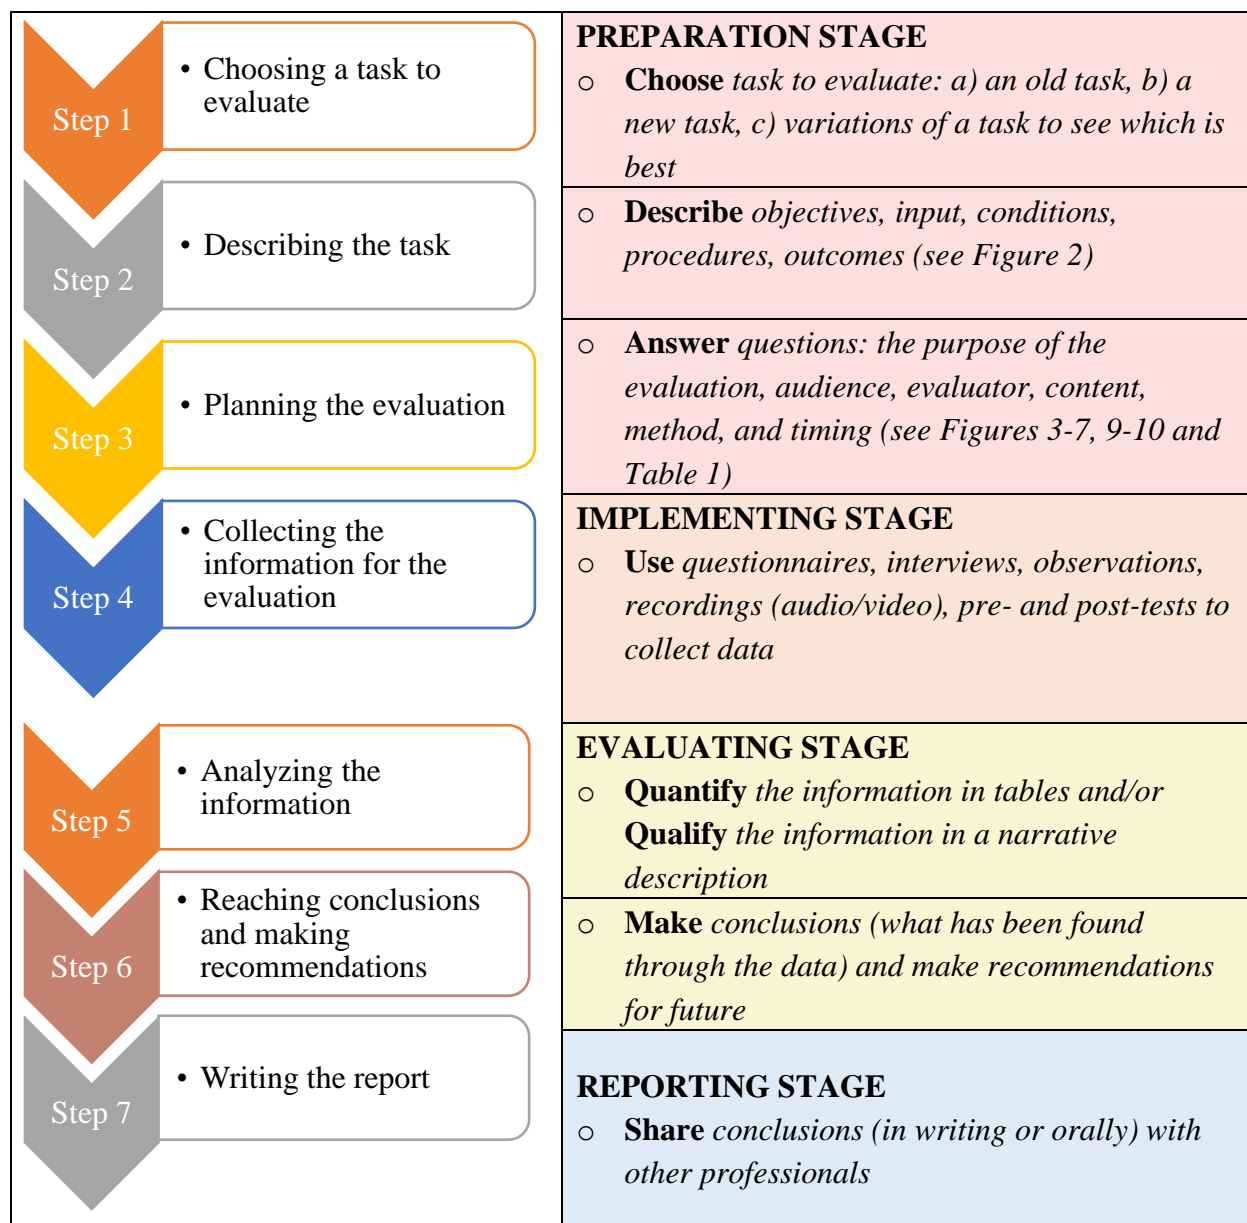 Step 1
• Choosing a task to
evaluate
PREPARATION STAGE
o Choose task to evaluate: a) an old task, b) a
new task, c) variations of a task to see which is
best
Step 2
• Describing the task
o Describe objectives, input, conditions,
procedures, outcomes (see Figure 2)
Step 3
• Planning the evaluation
o Answer questions: the purpose of the
evaluation, audience, evaluator, content,
method, and timing (see Figures 3-7, 9-10 and
Table 1)
Step 4
• Collecting the
information for the
evaluation
IMPLEMENTING STAGE
o Use questionnaires, interviews, observations,
recordings (audio/video), pre- and post-tests to
collect data
Step 5
• Analyzing the
information
EVALUATING STAGE
o Quantify the information in tables and/or
Qualify the information in a narrative
description
Step 6
• Reaching conclusions
and making
recommendations
o Make conclusions (what has been found
through the data) and make recommendations
for future
Step 7
• Writing the report
REPORTING STAGE
o Share conclusions (in writing or orally) with
other professionals